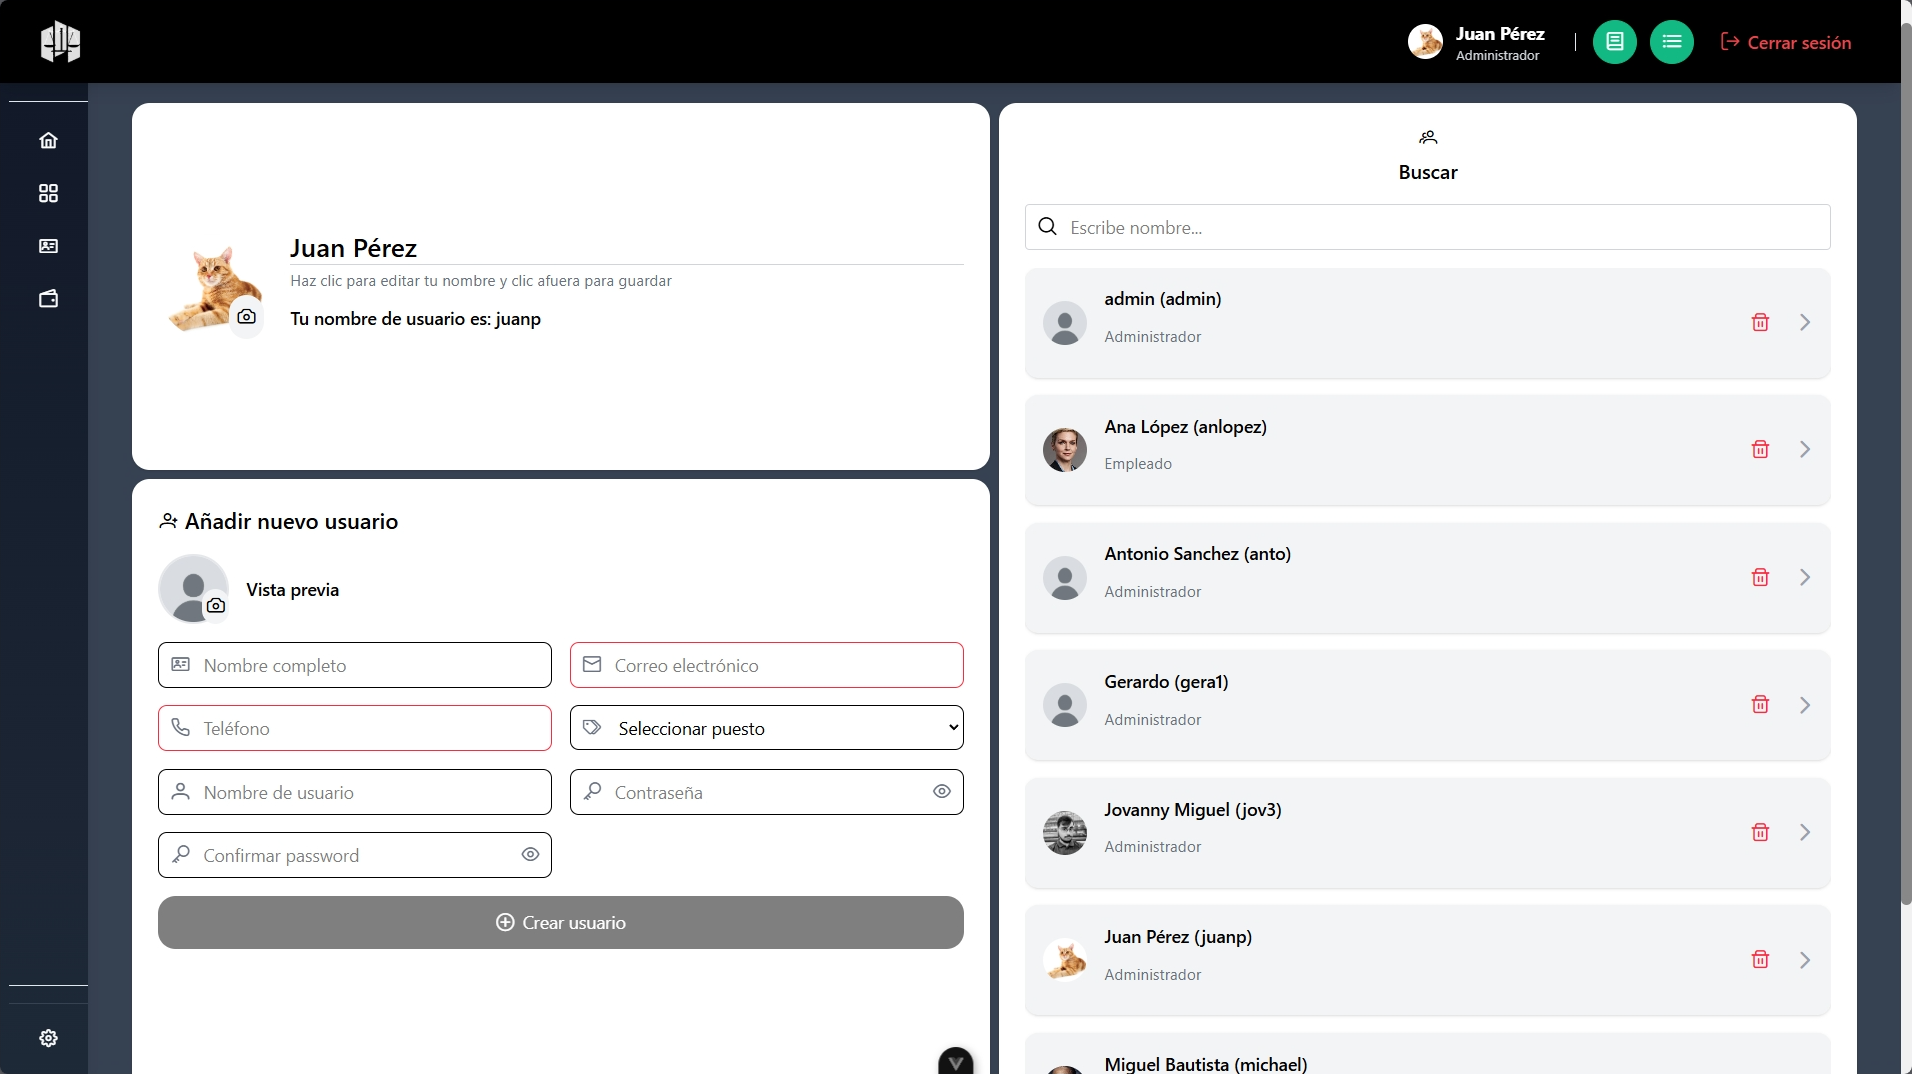 Juan Pérez
Administrador
Cerrar sesión
Juan Pérez
Haz clic para editar tu nombre y clic afuera para guardar
Tu nombre de usuario es: juanp
Añadir nuevo usuario
Vista previa
Nombre completo
Correo electrónico
Teléfono
Seleccionar puesto
Nombre de usuario
Contraseña
Confirmar password
Crear usuario
Buscar
Escribe nombre...
admin (admin)
Administrador
Ana López (anlopez)
Empleado
Antonio Sanchez (anto)
Administrador
Gerardo (gera1)
Administrador
Jovanny Miguel (jov3)
Administrador
Juan Pérez (juanp)
Administrador
Miguel Bautista (michael)